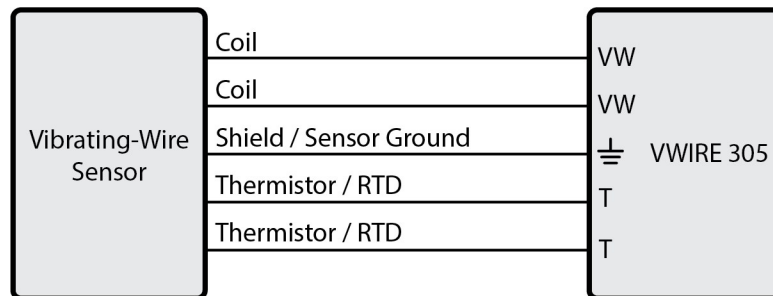 Coil
VW
Coil
VW
Vibrating-Wire
Sensor
Shield / Sensor Ground
VWIRE 305
Thermistor / RTD
T
Thermistor / RTD
T